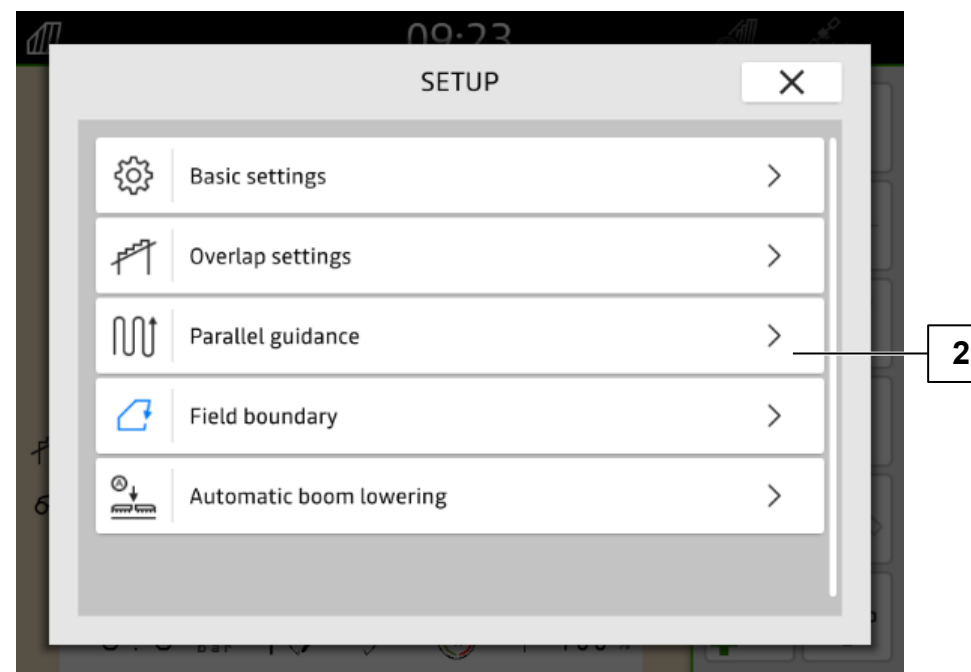 09:23
SETUP
Basic settings
Overlap settings
Parallel guidance
2
Field boundary
Automatic boom lowering